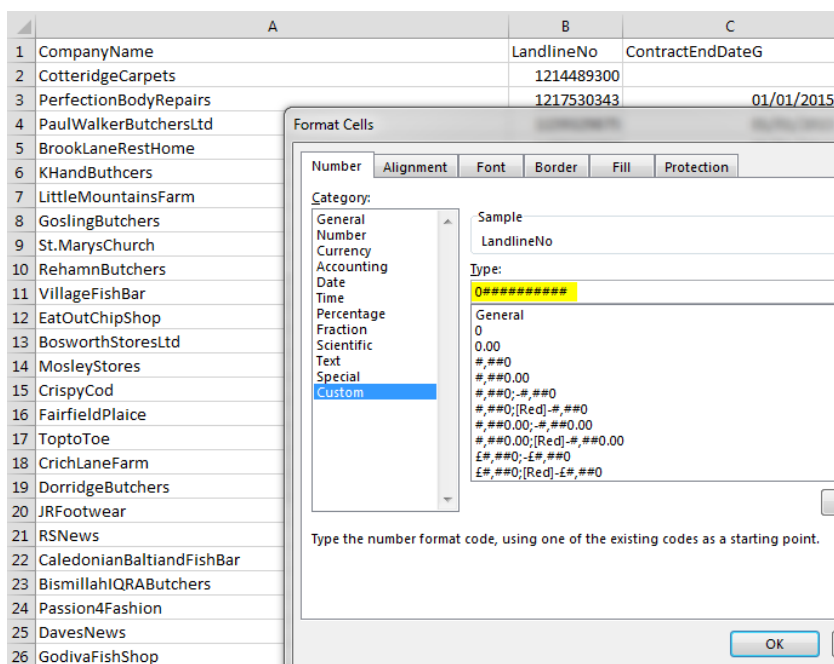 A B C
1 CompanyName LandlineNo ContractEndDateG
2 CotteridgeCarpets 1214489300
3 PerfectionBodyRepairs 1217530343 01/01/2015
4 PaulWalkerButchersLtd
Format Cells
5 BrookLaneRestHome
6 KHandButhcers
7 LittleMountainsFarm
8 GoslingButchers
9 St.MarysChurch
10 RehamnButchers
11 VillageFishBar
12 EatOutChipShop
13 BosworthStoresLtd
14 MosleyStores
15 CrispyCod
16 FairfieldPlaice
17 ToptoToe
18 CrichLaneFarm
19 DorridgeButchers
20 JRFootwear
21 RSNews
22 CaledonianBaltiandFishBar
23 BismillahIQRAButchers
24 Passion4Fashion
25 DavesNews
26 GodivaFishShop
Number Alignment Font Border Fill Protection
Category:
General
Number
Currency
Accounting
Date
Time
Percentage
Fraction
Scientific
Text
Special
Custom
Sample
LandlineNo
Type:
0##########
General
0
0.00
#,##0
#,##0.00
#,##0;-#,##0
#,##0;[Red]-#,##0
#,##0.00;-#,##0.00
#,##0.00;[Red]-#,##0.00
£#,##0;-£#,##0
£#,##0;[Red]-£#,##0
Type the number format code, using one of the existing codes as a starting point.
OK